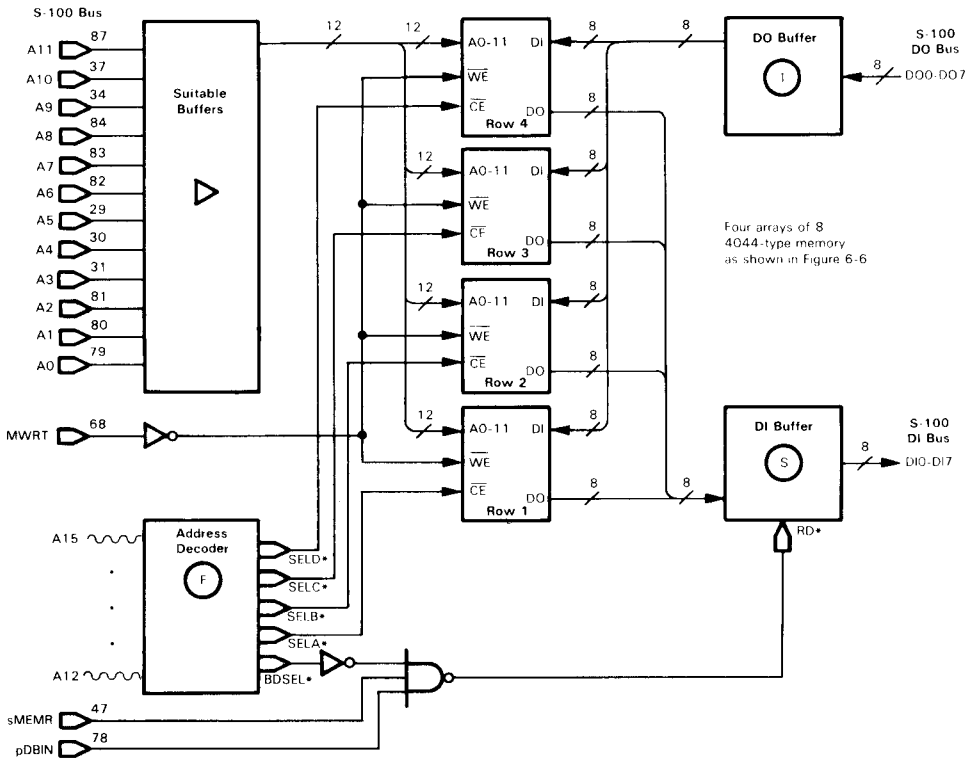 S-100 Bus
A11 87
A10 37
A9 34
A8 84
A7 83
A6 82
A5 29
A4 30
A3 31
A2 81
A1 80
A0 79
Suitable
Buffers
12
12
8
8
A0-11 DI
WE
CE
DO
Row 4
8
12
8
A0-11 DI
WE
CE
DO
Row 3
8
12
8
A0-11 DI
WE
CE
DO
Row 2
8
12
8
A0-11 DI
WE
CE
DO
Row 1
8
8
DO Buffer
I
S-100
DO Bus
8
DO0-DO7
Four arrays of 8
4044-type memory
as shown in Figure 6-6
DI Buffer
S
S-100
DI Bus
8
DI0-DI7
RD*
MWRT 68
A15
A12
Address
Decoder
F
SELD*
SELC*
SELB*
SELA*
BDSEL*
sMEMR 47
pDBIN 78